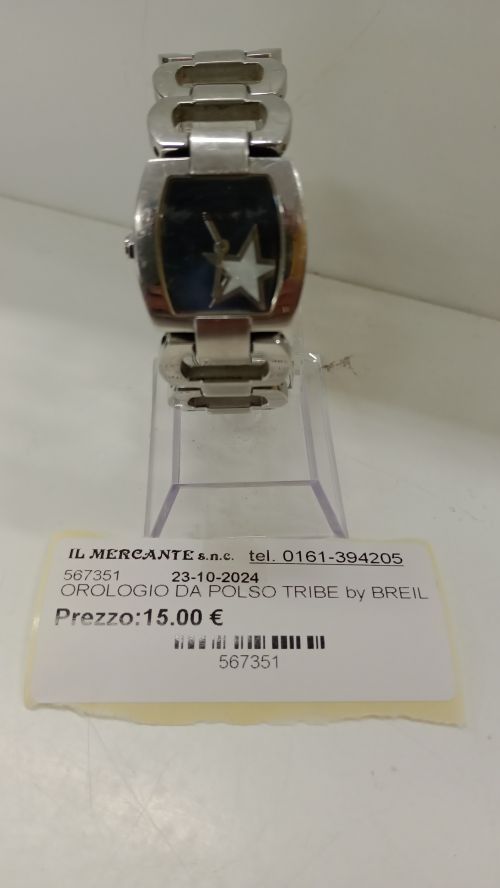 IL MERCANTE s.n.c. tel. 0161-394205
567351 23-10-2024
OROLOGIO DA POLSO TRIBE by BREIL
Prezzo:15.00 €
567351